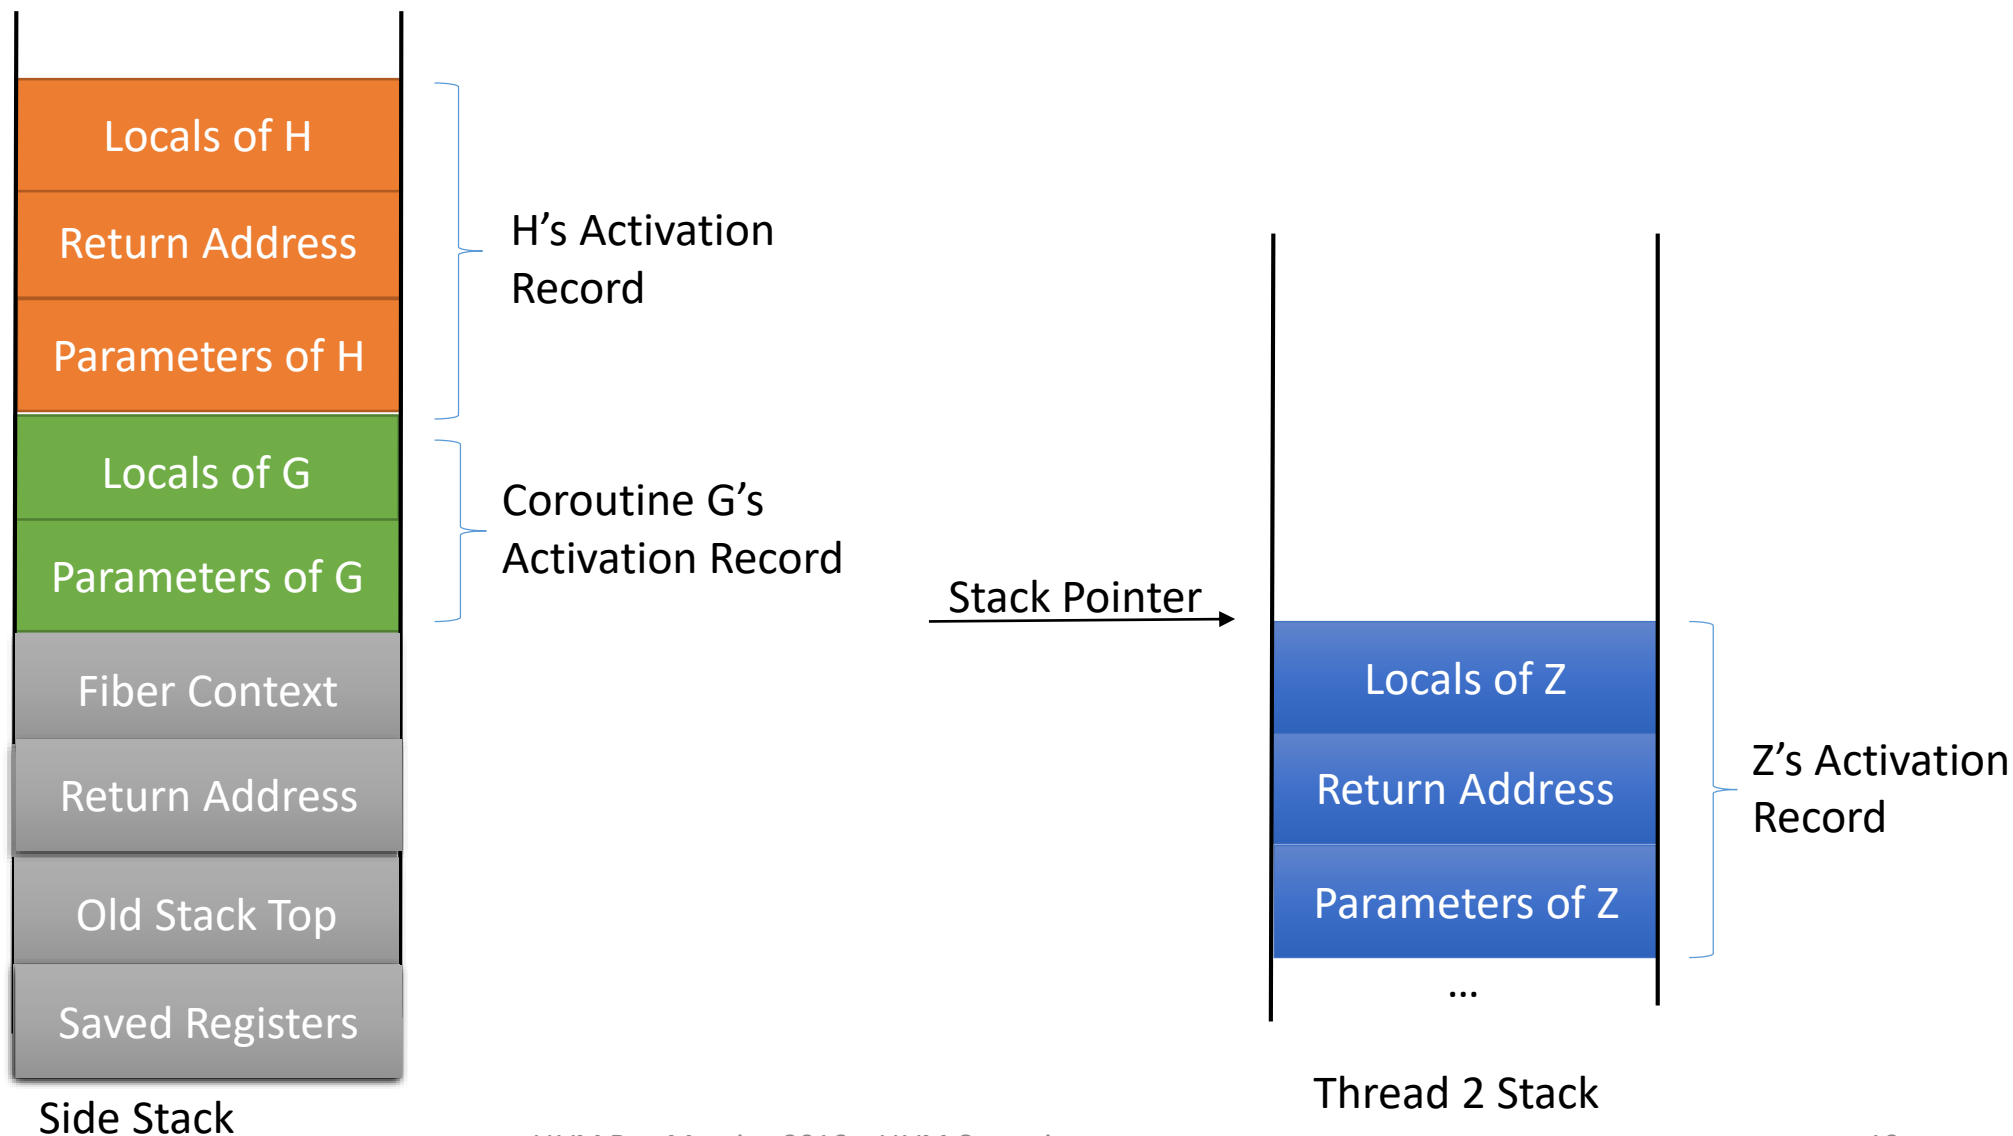 Locals of H
Return Address
Parameters of H
H’s Activation
Record
Locals of G
Parameters of G
Coroutine G’s
Activation Record
Fiber Context
Return Address
Old Stack Top
Saved Registers
Side Stack
Stack Pointer
Locals of Z
Return Address
Parameters of Z
...
Z’s Activation
Record
Thread 2 Stack